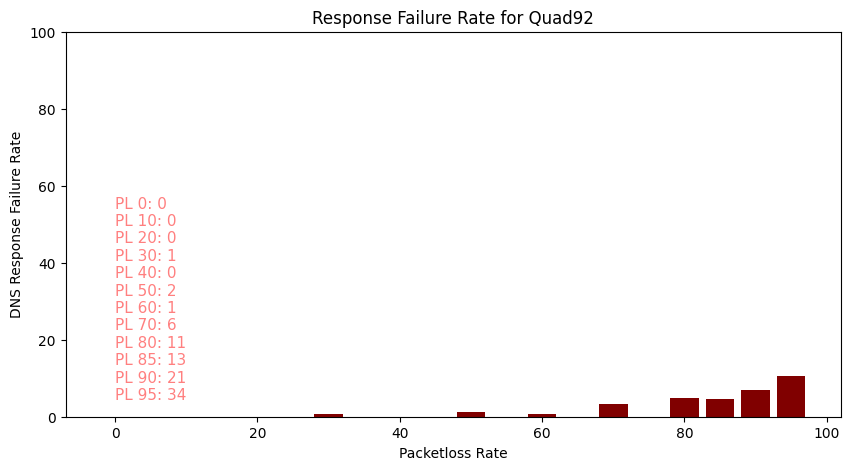 Response Failure Rate for Quad92
DNS Response Failure Rate
100
80
60
40
20
0
PL 0: 0
PL 10: 0
PL 20: 0
PL 30: 1
PL 40: 0
PL 50: 2
PL 60: 1
PL 70: 6
PL 80: 11
PL 85: 13
PL 90: 21
PL 95: 34
0 20 40 60 80 100
Packetloss Rate